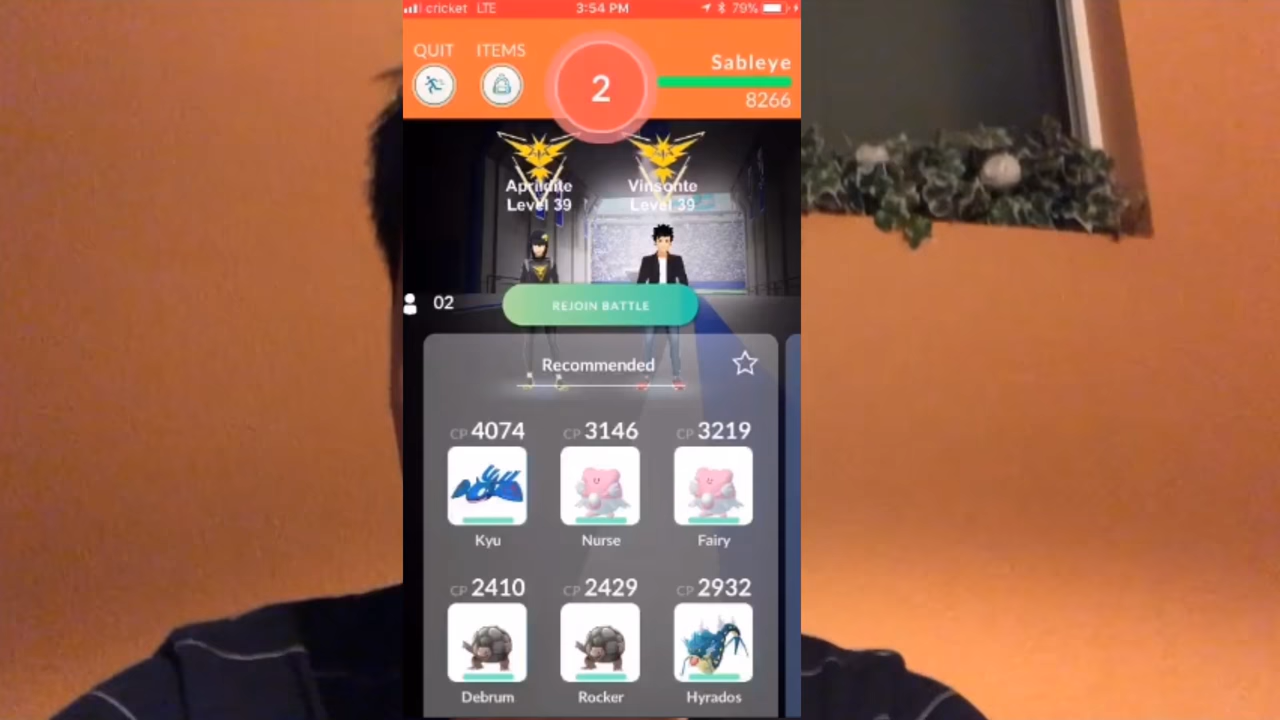 cricket LTE 3:54 PM 79%
QUIT ITEMS
2
Sableye
8266
Aprildite Vinsonte
Level 39 Level 39
02
REJOIN BATTLE
Recommended
CP 4074 CP 3146 CP 3219
Kyu Nurse Fairy
CP 2410 CP 2429 CP 2932
Debrum Rocker Hyrados